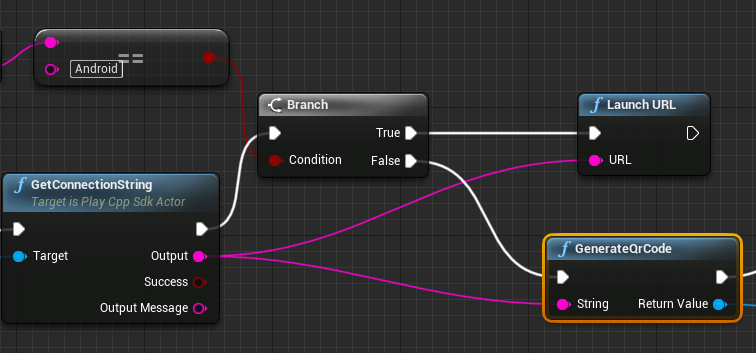 ==
Android
Branch
True
Condition
False
f Launch URL
URL
f GetConnectionString
Target is Play Cpp Sdk Actor
Target
Output
Success
Output Message
f GenerateQrCode
String
Return Value